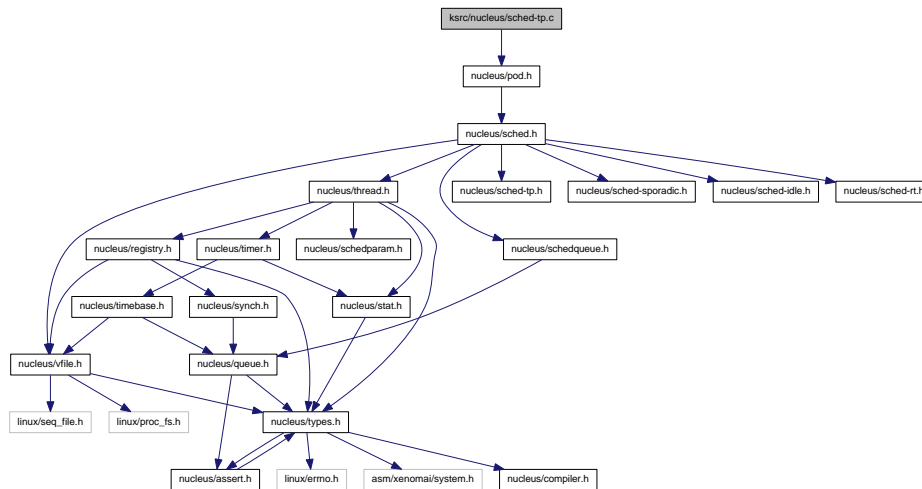 ksrc/nucleus/sched-tp.c
nucleus/pod.h
nucleus/sched.h
nucleus/thread.h
nucleus/sched-tp.h
nucleus/sched-sporadic.h
nucleus/sched-idle.h
nucleus/sched-rt.h
nucleus/registry.h
nucleus/timer.h
nucleus/schedparam.h
nucleus/schedqueue.h
nucleus/timebase.h
nucleus/synch.h
nucleus/stat.h
nucleus/vfile.h
nucleus/queue.h
linux/seq_file.h
linux/proc_fs.h
nucleus/types.h
nucleus/assert.h
linux/errno.h
asm/xenomai/system.h
nucleus/compiler.h